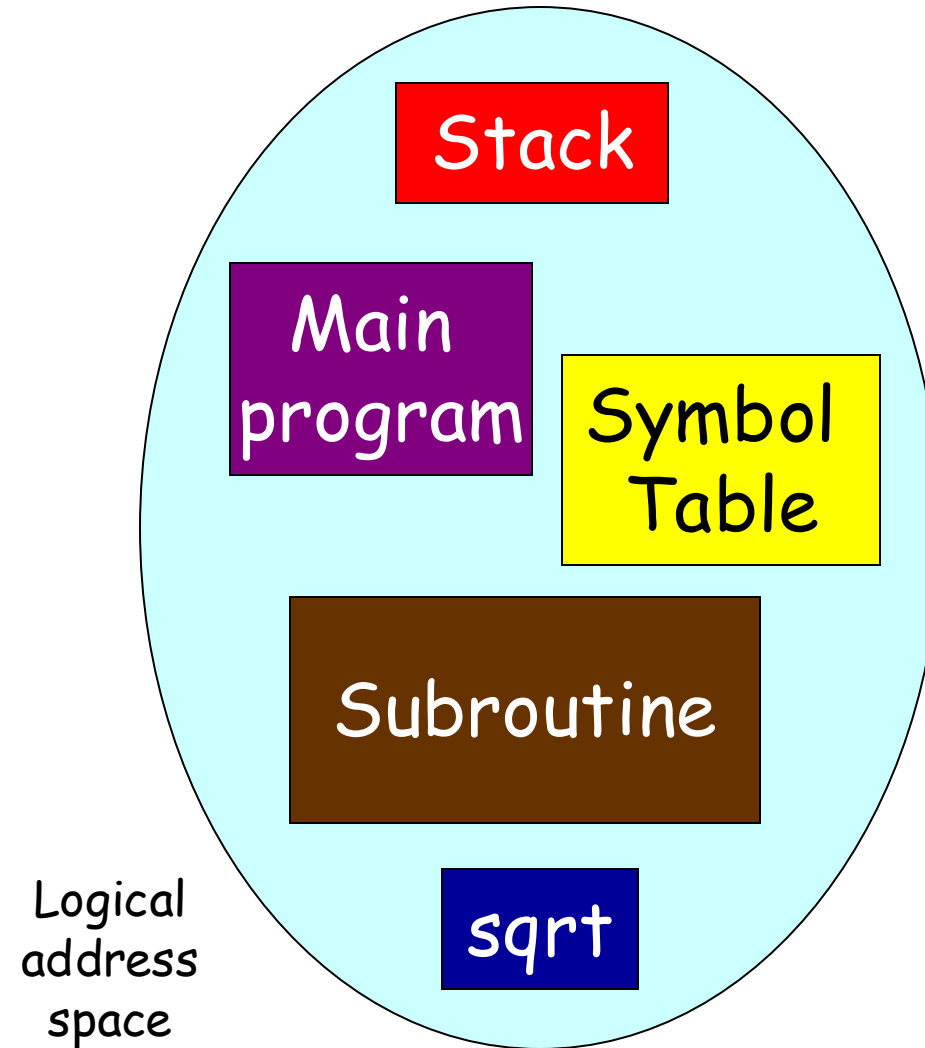 Stack
Main
program
Symbol
Table
Subroutine
sqrt
Logical
address
space